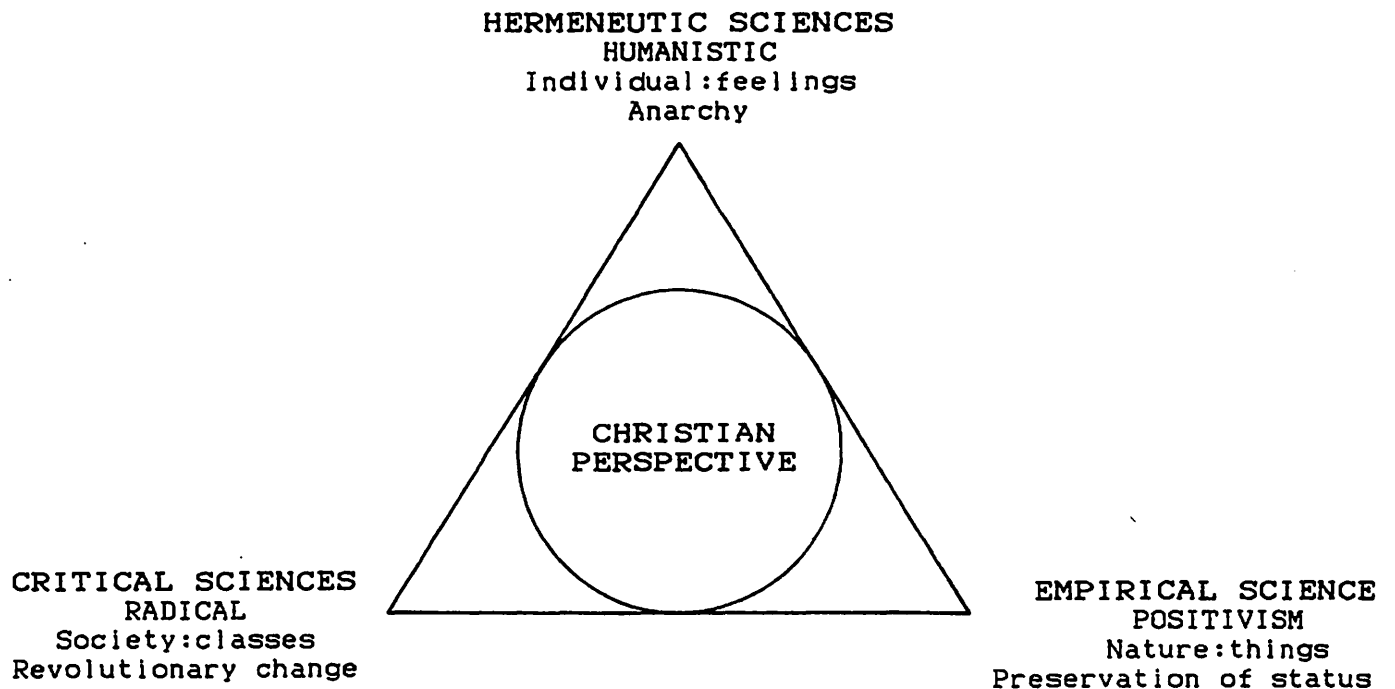 HERMENEUTIC SCIENCES
HUMANISTIC
Individual:feelings
Anarchy
CHRISTIAN
PERSPECTIVE
CRITICAL SCIENCES
RADICAL
Society:classes
Revolutionary change
EMPIRICAL SCIENCE
POSITIVISM
Nature:things
Preservation of status